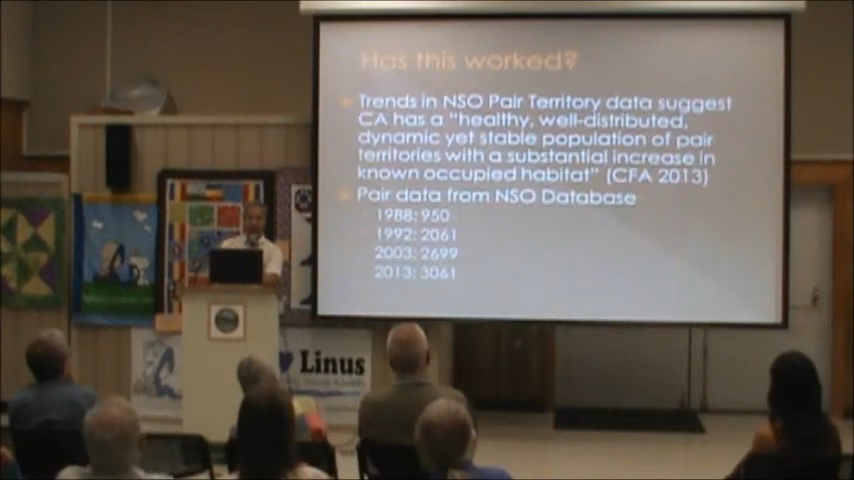 Has this worked?
Trends in NSO Pair Territory data suggest
CA has a “healthy, well-distributed,
dynamic yet stable population of pair
territories with a substantial increase in
known occupied habitat” (CFA 2013)
Pair data from NSO Database
1988: 950
1992: 2061
2003: 2699
2013: 3061
Linus